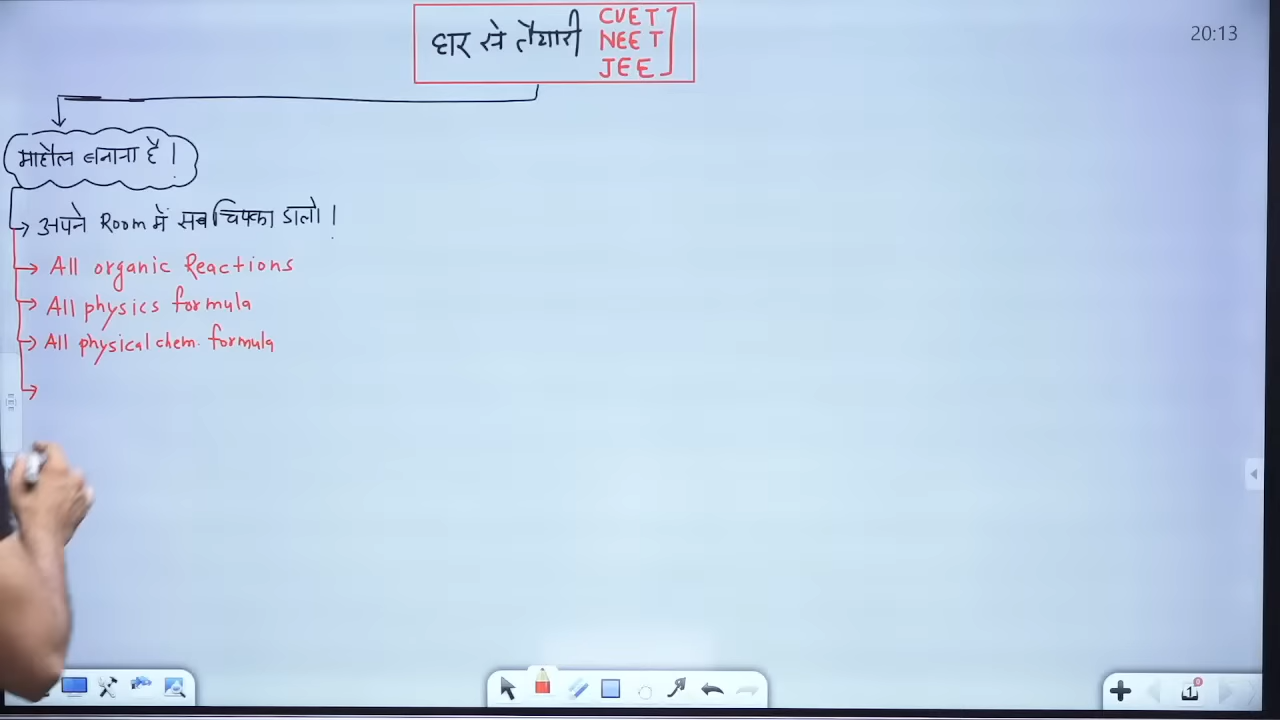 घर से तैयारी
CUET
NEET
JEE
20:13
माहौल बनाना है।
अपने Room में सब चिपका डालो।
All organic Reactions
All physics formula
All physical chem. formula
1